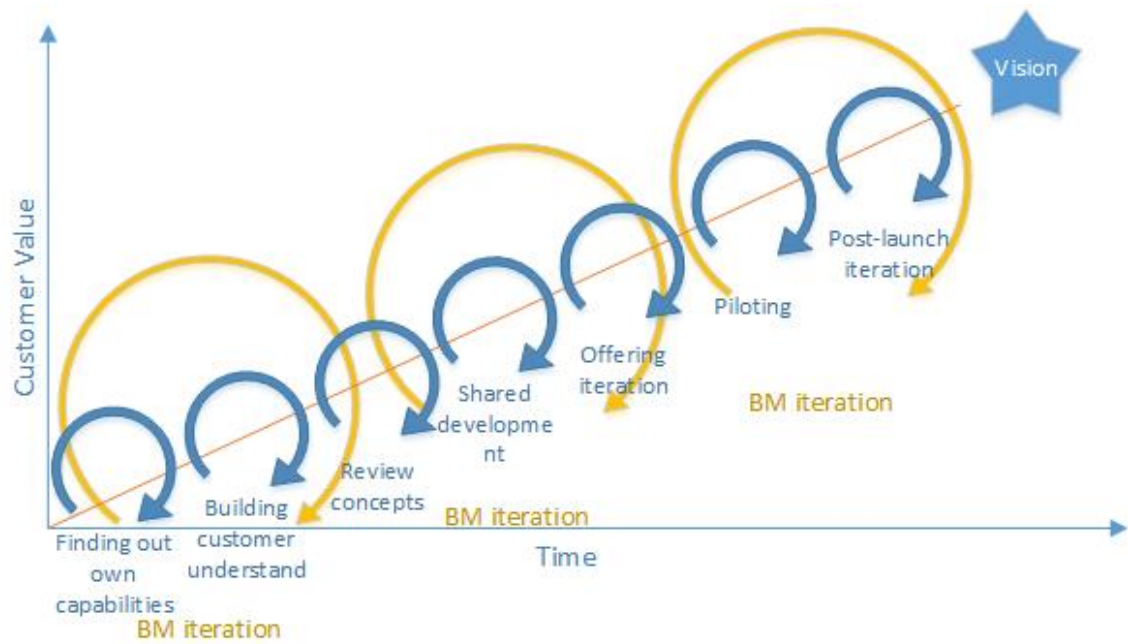 Vision
Customer Value
Post-launch
iteration
Piloting
Offering
iteration
BM iteration
Shared
developme
nt
Review
concepts
BM iteration
Building
customer
understand
Time
Finding out
own
capabilities
BM iteration